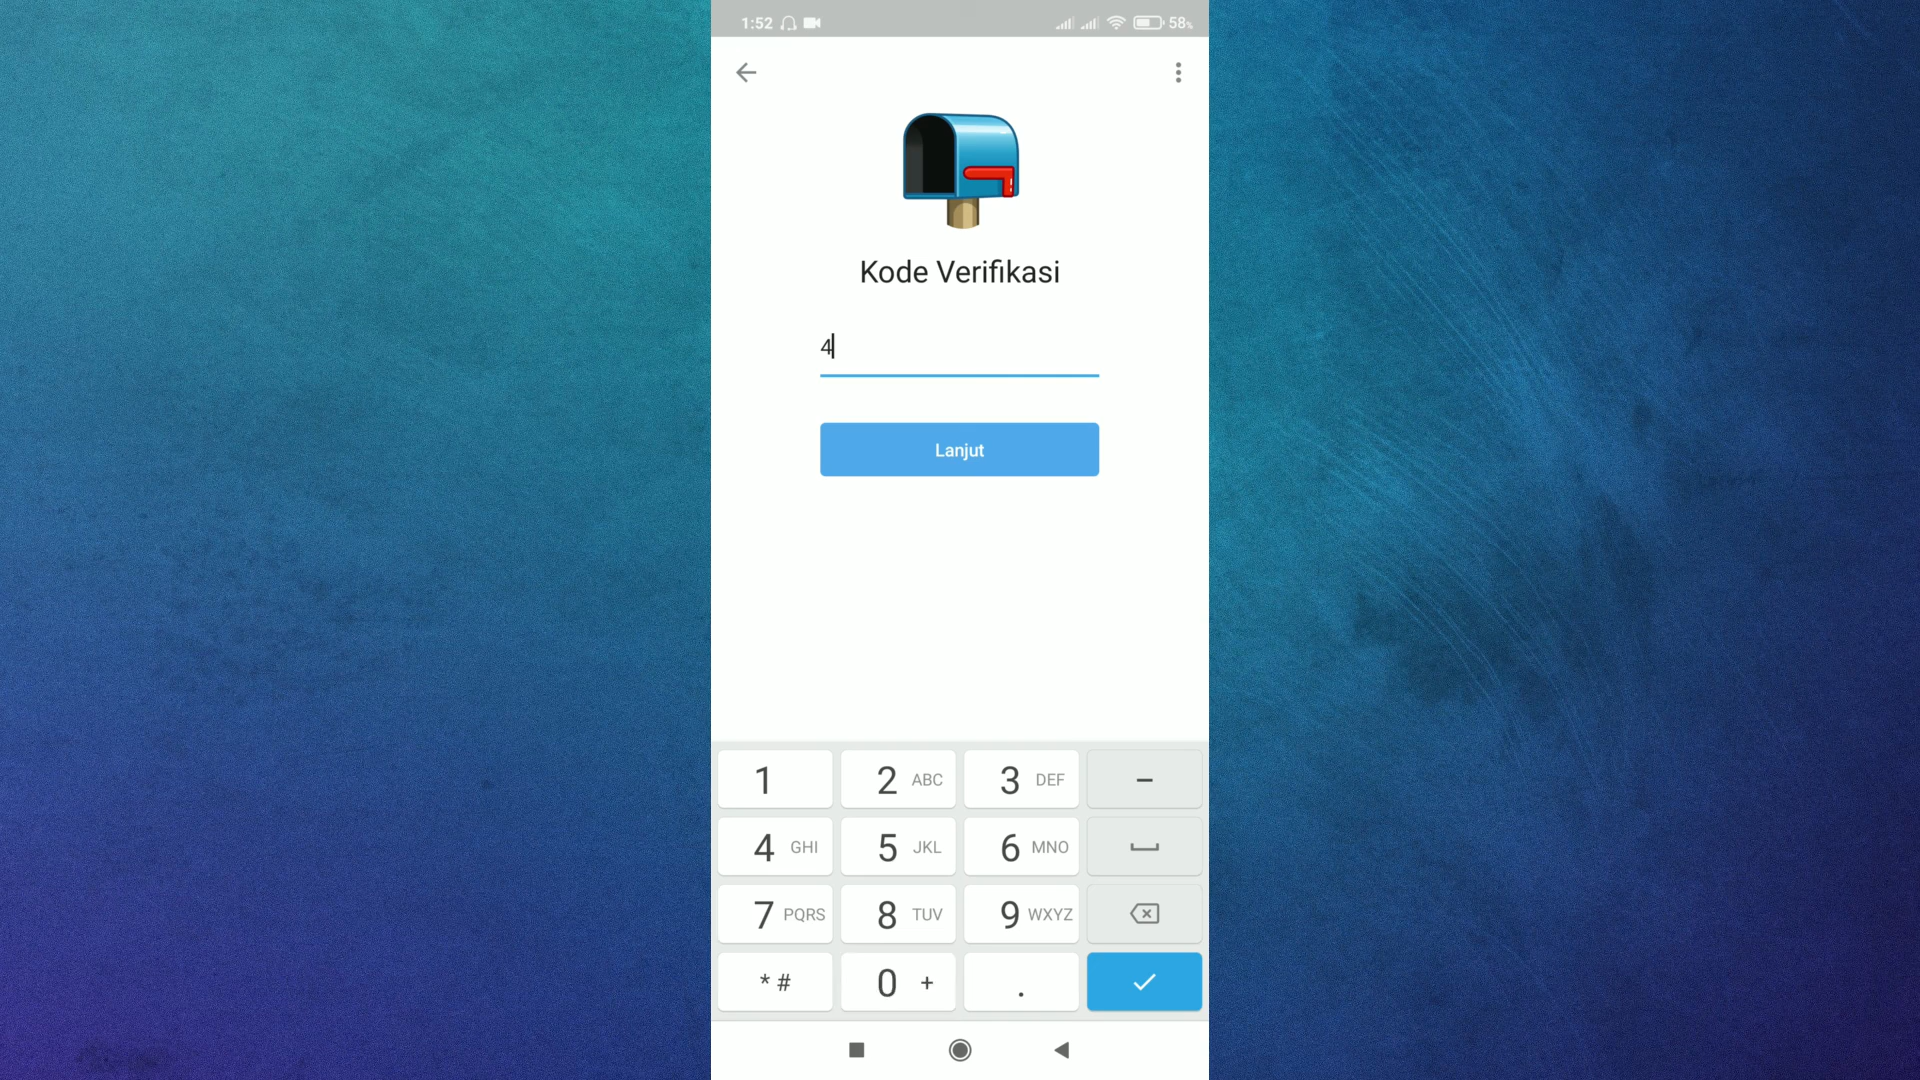 1:52 58%
Kode Verifikasi
4
Lanjut
1 2 ABC 3 DEF -
4 GHI 5 JKL 6 MNO
7 PQRS 8 TUV 9 WXYZ
* # 0 + .